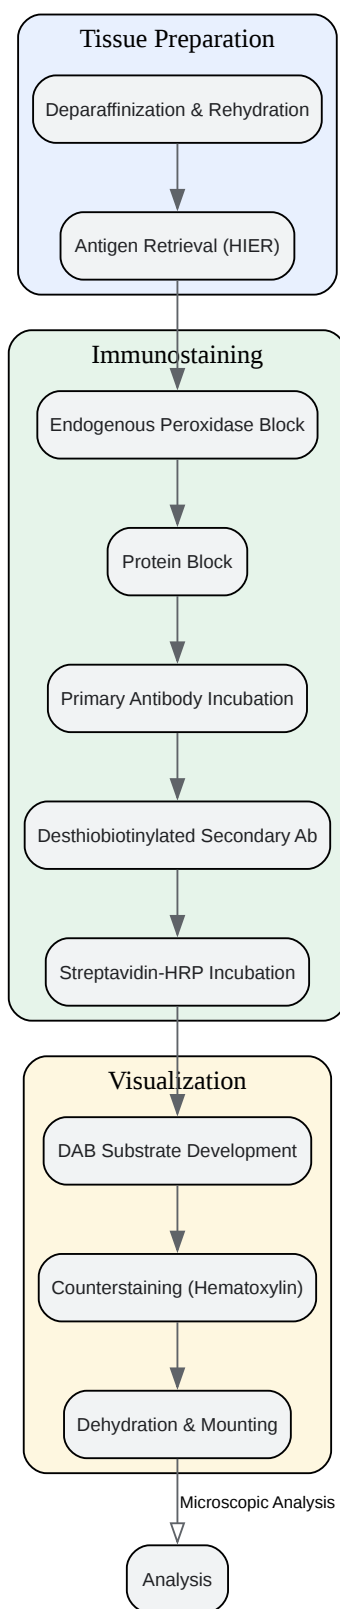 Tissue Preparation
Deparaffinization & Rehydration
Antigen Retrieval (HIER)
Immunostaining
Endogenous Peroxidase Block
Protein Block
Primary Antibody Incubation
Desthiobiotinylated Secondary Ab
Streptavidin-HRP Incubation
Visualization
DAB Substrate Development
Counterstaining (Hematoxylin)
Dehydration & Mounting
Microscopic Analysis
Analysis